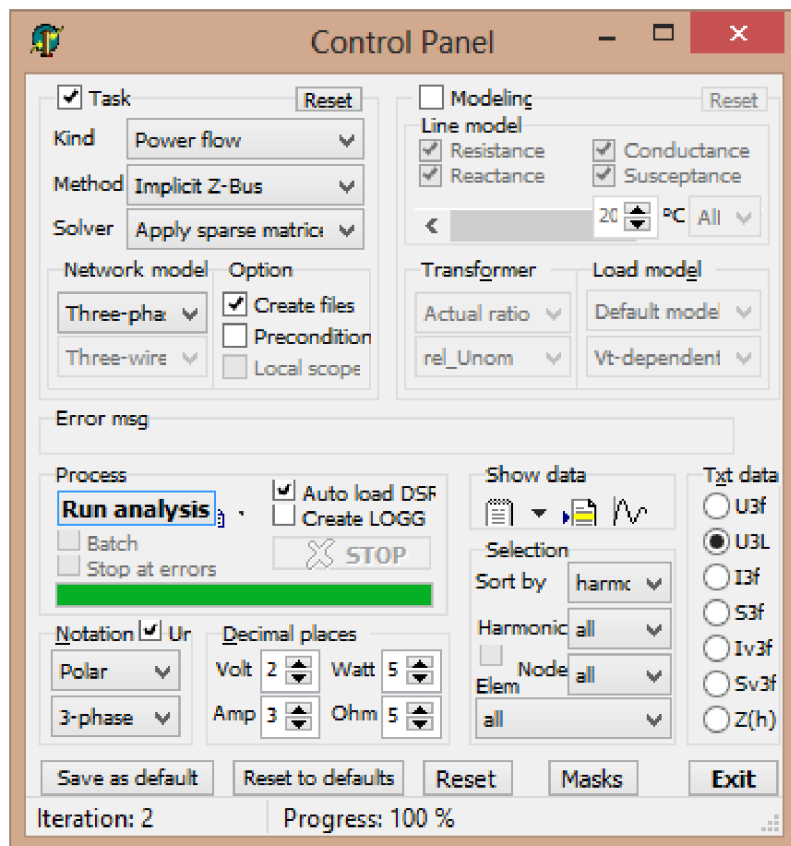 Control Panel
Task
Reset
Kind
Power flow
Method
Implicit Z-Bus
Solver
Apply sparse matrice
Network model
Three-pha:
Three-wire
Option
Create files
Precondition
Local scope
Modeling
Reset
Line model
Resistance
Conductance
Reactance
Susceptance
20
ºC
All
Transformer
Actual ratio
rel_Unom
Load model
Default model
Vt-dependent
Error msg
Process
Run analysis
Auto load DSR
Create LOGG
Batch
Stop at errors
STOP
Show data
Selection
Sort by
harmc
Harmonic
all
Node
all
Elem
all
Txt data
U3f
U3L
I3f
S3f
Iv3f
Sv3f
Z(h)
Notation
Ur
Polar
3-phase
Decimal places
Volt 2
Watt 5
Amp 3
Ohm 5
Save as default
Reset to defaults
Reset
Masks
Exit
Iteration: 2
Progress: 100 %